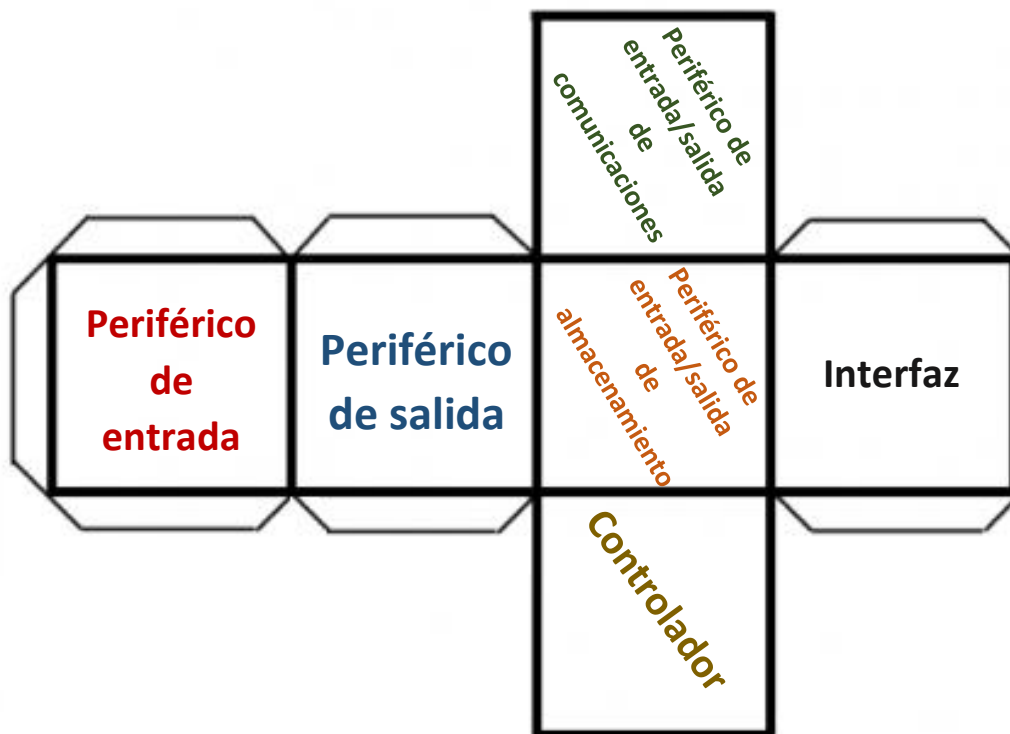 Periférico de
entrada/salida
de
comunicaciones
Periférico
de
entrada
Periférico
de salida
Periférico de
entrada/salida
de
almacenamiento
Interfaz
Controlador